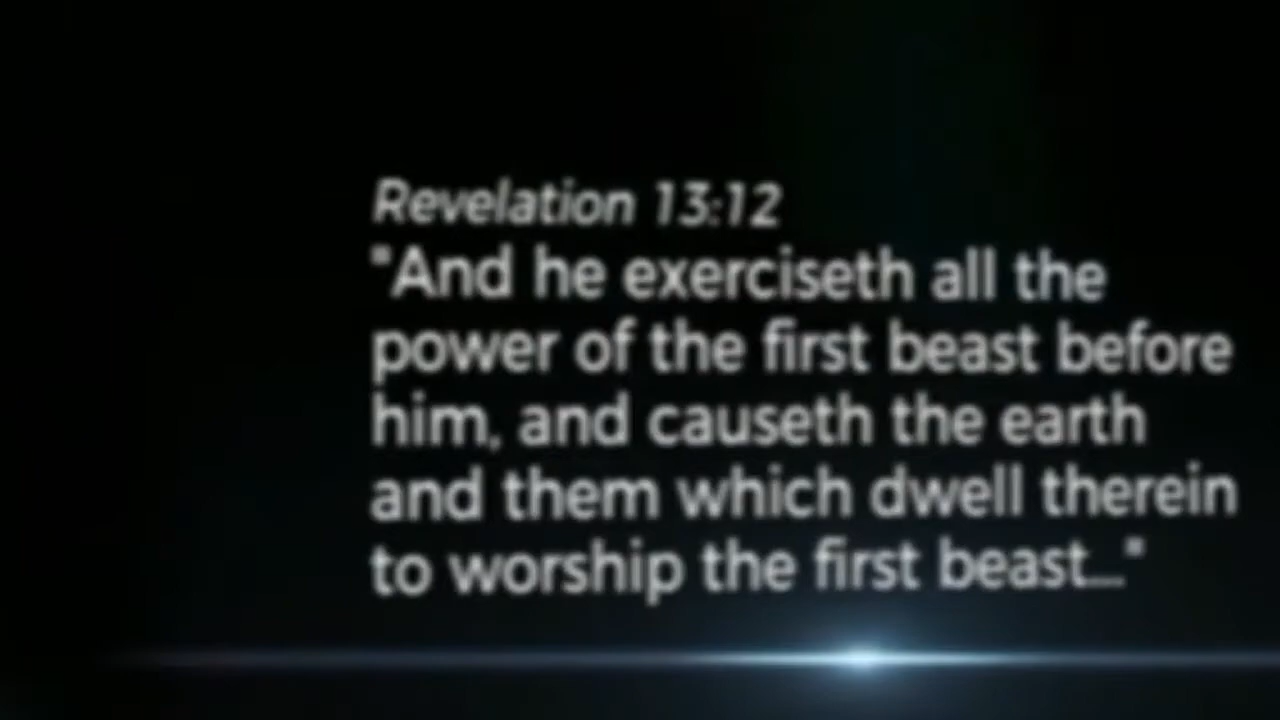 Revelation 13:12
"And he exerciseth all the
power of the first beast before
him, and causeth the earth
and them which dwell therein
to worship the first beast..."